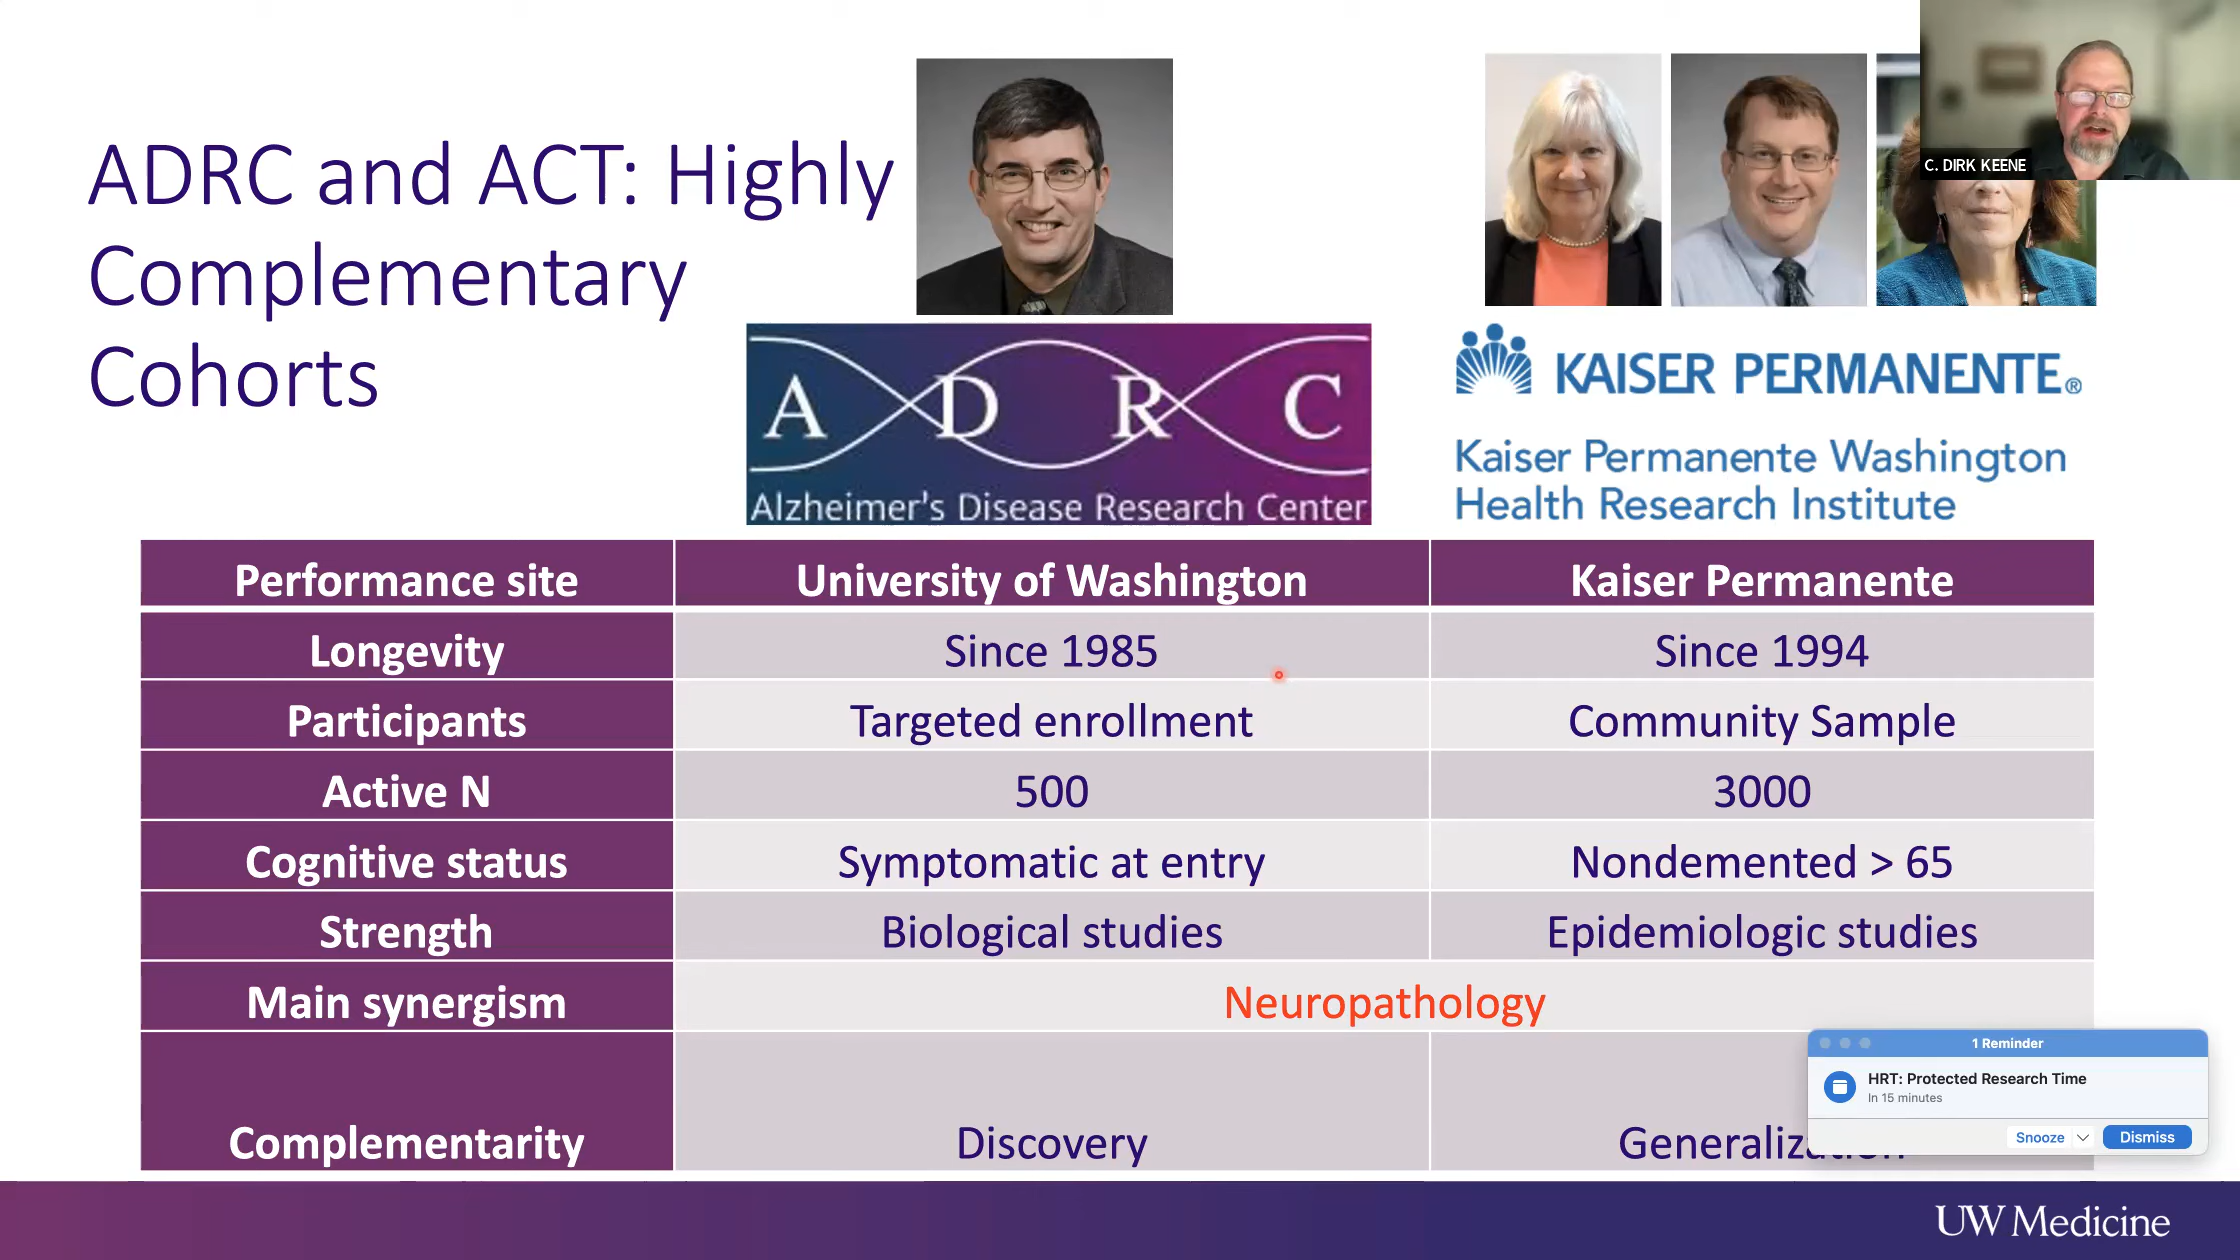 ADRC and ACT: Highly
Complementary
Cohorts
C. DIRK KEENE
A D R C
Alzheimer's Disease Research Center
KAISER PERMANENTE®
Kaiser Permanente Washington
Health Research Institute
Performance site University of Washington Kaiser Permanente
Longevity Since 1985 Since 1994
Participants Targeted enrollment Community Sample
Active N 500 3000
Cognitive status Symptomatic at entry Nondemented > 65
Strength Biological studies Epidemiologic studies
Main synergism Neuropathology
Complementarity Discovery Generalization
1 Reminder
HRT: Protected Research Time
In 15 minutes
Snooze Dismiss
UW Medicine